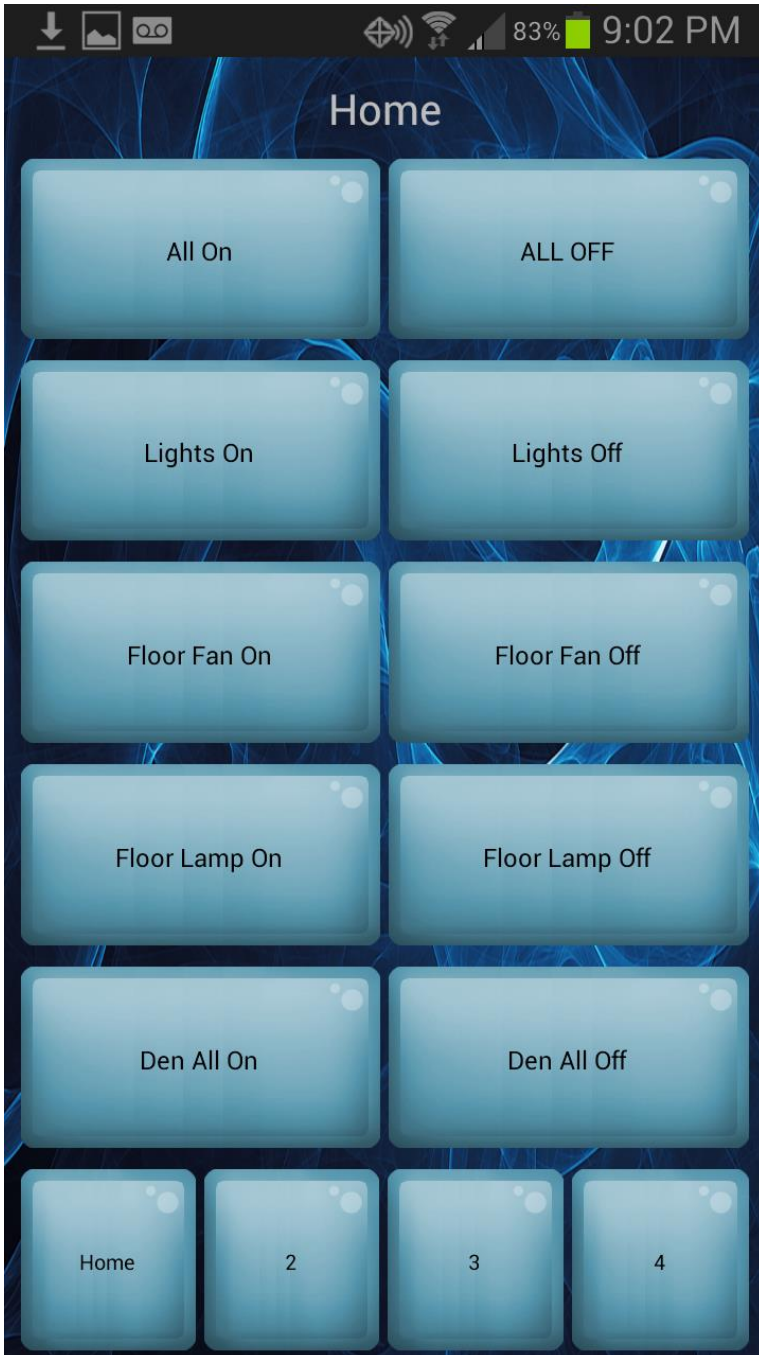 83% 9:02 PM
Home
All On
ALL OFF
Lights On
Lights Off
Floor Fan On
Floor Fan Off
Floor Lamp On
Floor Lamp Off
Den All On
Den All Off
Home
2
3
4